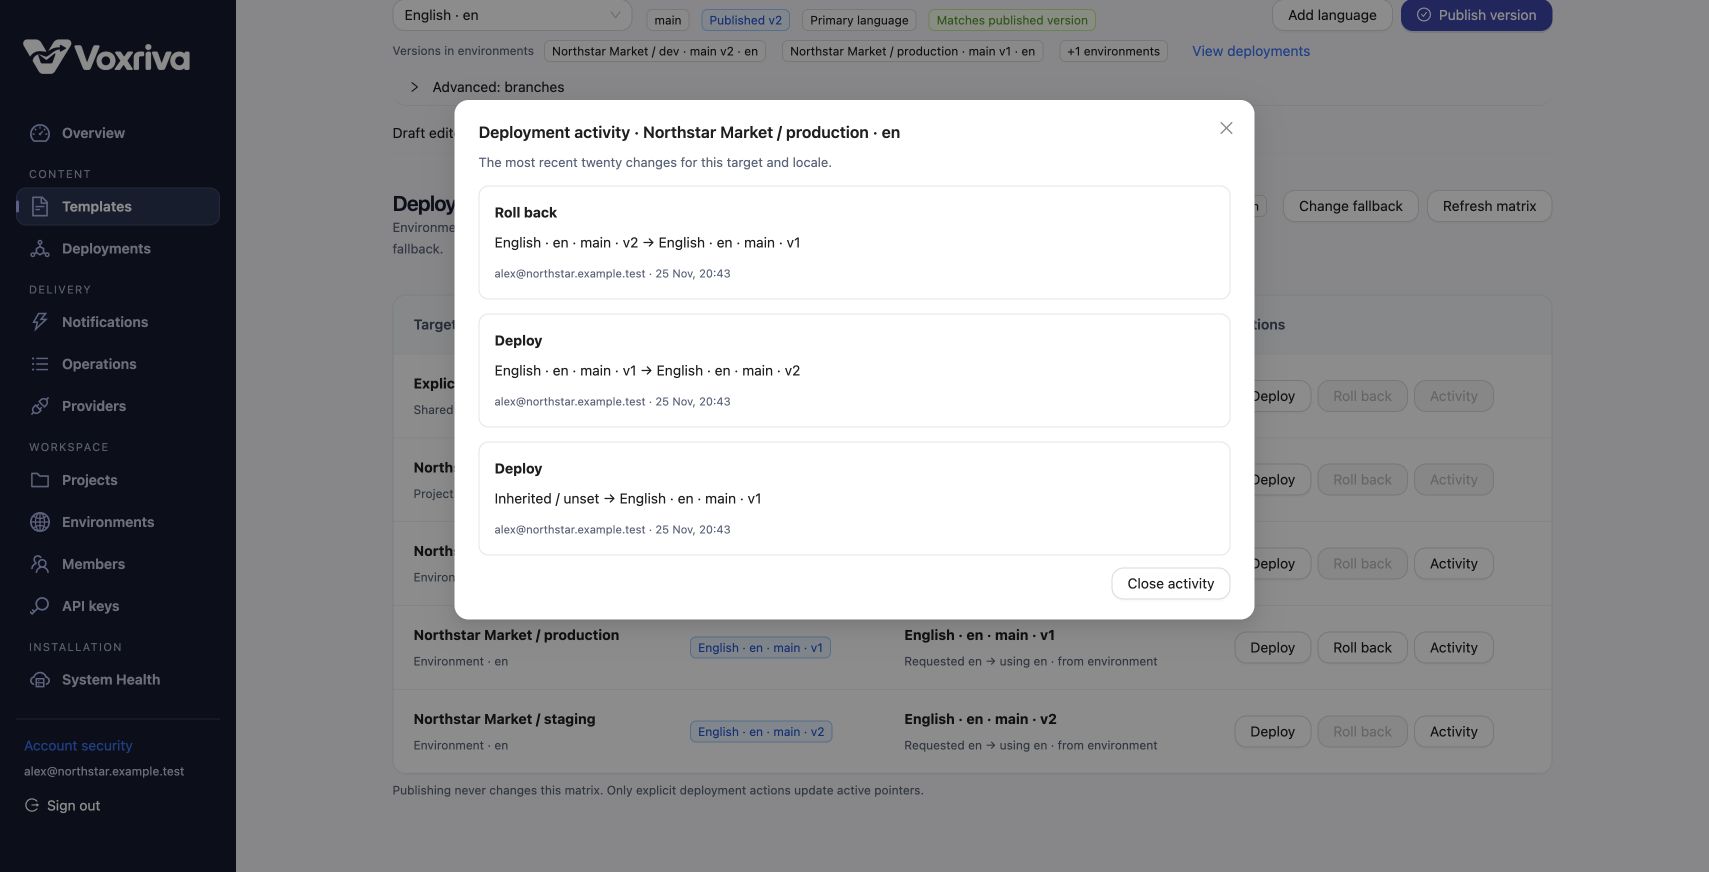 Voxriva
Overview
CONTENT
Templates
Deployments
DELIVERY
Notifications
Operations
Providers
WORKSPACE
Projects
Environments
Members
API keys
INSTALLATION
System Health
Account security
alex@northstar.example.test
Sign out
English · en
main
Published v2
Primary language
Matches published version
Add language
Publish version
Versions in environments
Northstar Market / dev · main v2 · en
Northstar Market / production · main v1 · en
+1 environments
View deployments
Advanced: branches
Draft
Change fallback
Refresh matrix
fallback.
Deployment activity · Northstar Market / production · en
The most recent twenty changes for this target and locale.
Roll back
English · en · main · v2 → English · en · main · v1
alex@northstar.example.test · 25 Nov, 20:43
Deploy
English · en · main · v1 → English · en · main · v2
alex@northstar.example.test · 25 Nov, 20:43
Deploy
Inherited / unset → English · en · main · v1
alex@northstar.example.test · 25 Nov, 20:43
Close activity
Shared
Deploy
Roll back
Activity
Project
Deploy
Roll back
Activity
Deploy
Roll back
Activity
Northstar Market / production
Environment · en
English · en · main · v1
English · en · main · v1
Requested en → using en · from environment
Deploy
Roll back
Activity
Northstar Market / staging
Environment · en
English · en · main · v2
English · en · main · v2
Requested en → using en · from environment
Deploy
Roll back
Activity
Publishing never changes this matrix. Only explicit deployment actions update active pointers.